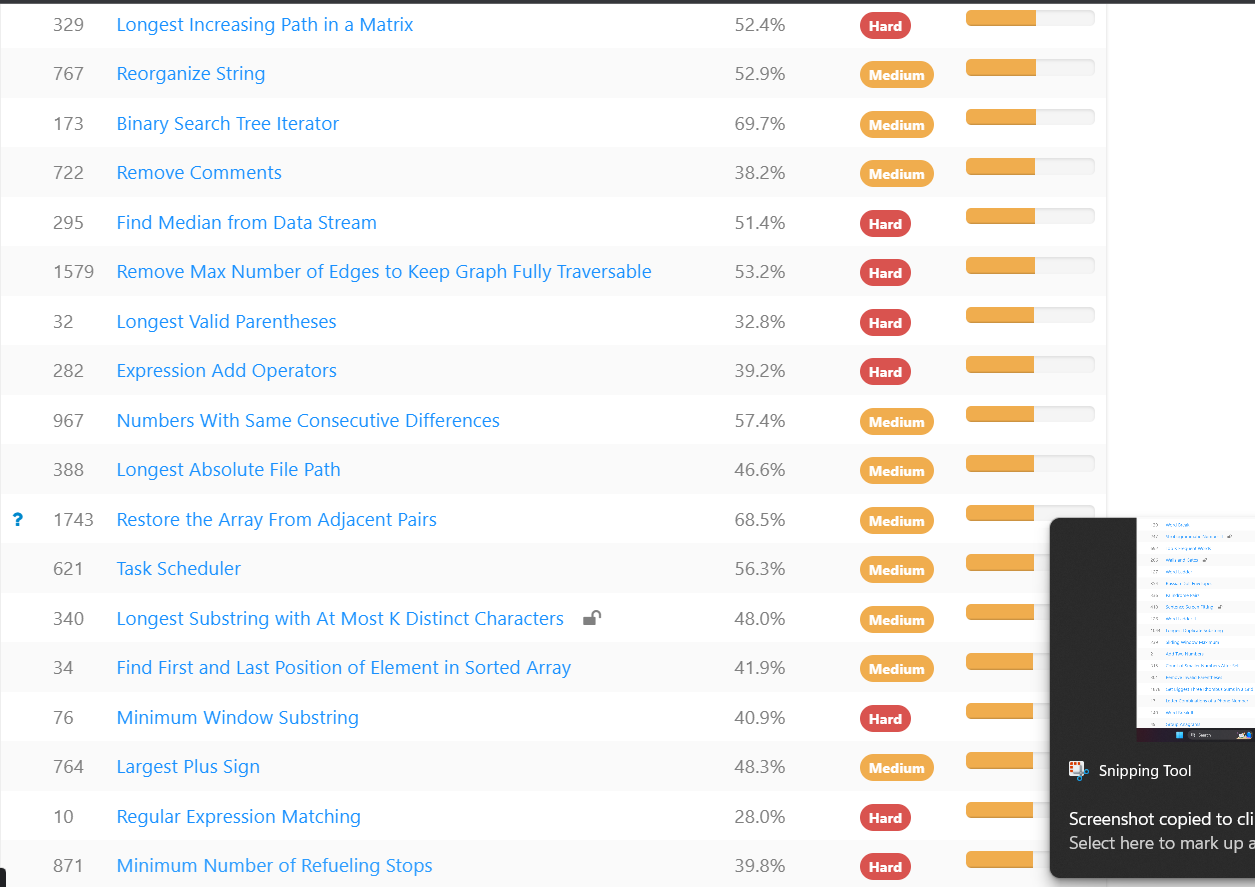 329 Longest Increasing Path in a Matrix 52.4% Hard
767 Reorganize String 52.9% Medium
173 Binary Search Tree Iterator 69.7% Medium
722 Remove Comments 38.2% Medium
295 Find Median from Data Stream 51.4% Hard
1579 Remove Max Number of Edges to Keep Graph Fully Traversable 53.2% Hard
32 Longest Valid Parentheses 32.8% Hard
282 Expression Add Operators 39.2% Hard
967 Numbers With Same Consecutive Differences 57.4% Medium
388 Longest Absolute File Path 46.6% Medium
? 1743 Restore the Array From Adjacent Pairs 68.5% Medium
621 Task Scheduler 56.3% Medium
340 Longest Substring with At Most K Distinct Characters 48.0% Medium
34 Find First and Last Position of Element in Sorted Array 41.9% Medium
76 Minimum Window Substring 40.9% Hard
764 Largest Plus Sign 48.3% Medium
10 Regular Expression Matching 28.0% Hard
871 Minimum Number of Refueling Stops 39.8% Hard
Word Break
Add Two Numbers
Group Anagrams
Search
Snipping Tool
Screenshot copied to cli
Select here to mark up a